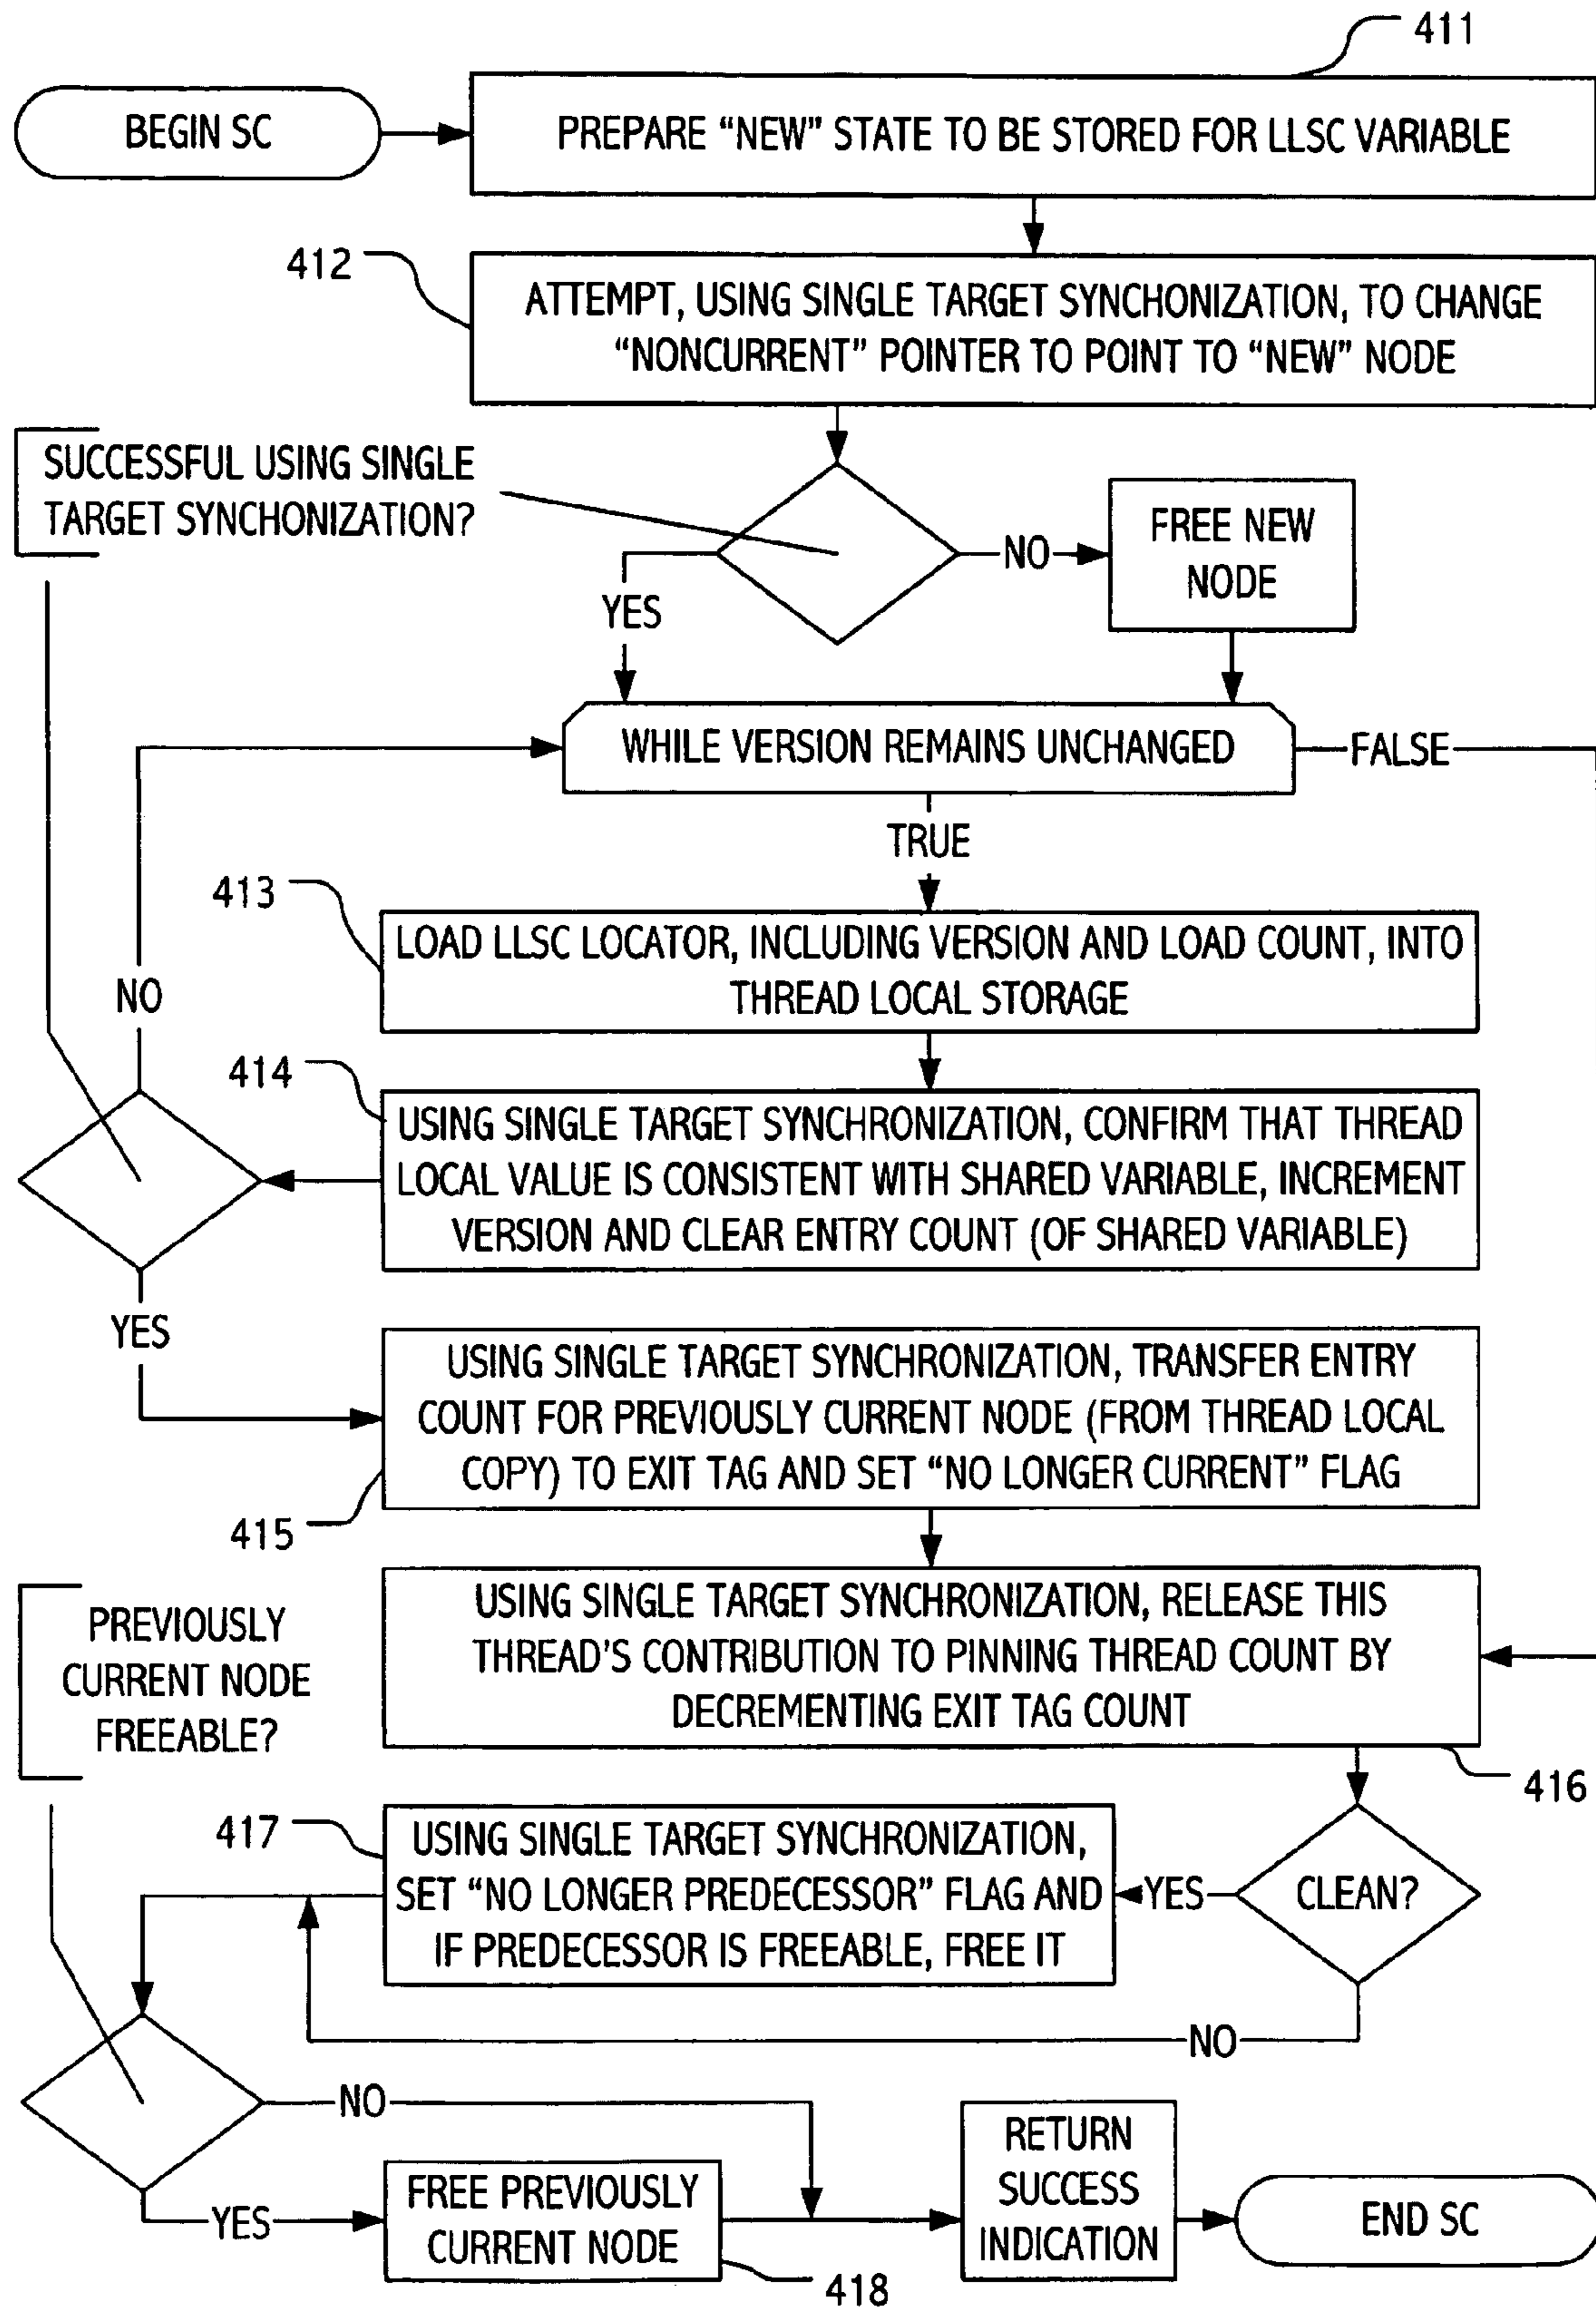 411
BEGIN SC
PREPARE “NEW” STATE TO BE STORED FOR LLSC VARIABLE
412
ATTEMPT, USING SINGLE TARGET SYNCHONIZATION, TO CHANGE
“NONCURRENT” POINTER TO POINT TO “NEW” NODE
SUCCESSFUL USING SINGLE
TARGET SYNCHONIZATION?
NO
FREE NEW
NODE
YES
WHILE VERSION REMAINS UNCHANGED
FALSE
TRUE
413
LOAD LLSC LOCATOR, INCLUDING VERSION AND LOAD COUNT, INTO
THREAD LOCAL STORAGE
NO
414
USING SINGLE TARGET SYNCHRONIZATION, CONFIRM THAT THREAD
LOCAL VALUE IS CONSISTENT WITH SHARED VARIABLE, INCREMENT
VERSION AND CLEAR ENTRY COUNT (OF SHARED VARIABLE)
YES
USING SINGLE TARGET SYNCHRONIZATION, TRANSFER ENTRY
COUNT FOR PREVIOUSLY CURRENT NODE (FROM THREAD LOCAL
COPY) TO EXIT TAG AND SET “NO LONGER CURRENT” FLAG
415
USING SINGLE TARGET SYNCHRONIZATION, RELEASE THIS
THREAD'S CONTRIBUTION TO PINNING THREAD COUNT BY
DECREMENTING EXIT TAG COUNT
416
PREVIOUSLY
CURRENT NODE
FREEABLE?
417
USING SINGLE TARGET SYNCHRONIZATION,
SET “NO LONGER PREDECESSOR” FLAG AND
IF PREDECESSOR IS FREEABLE, FREE IT
YES
CLEAN?
NO
NO
YES
FREE PREVIOUSLY
CURRENT NODE
418
RETURN
SUCCESS
INDICATION
END SC